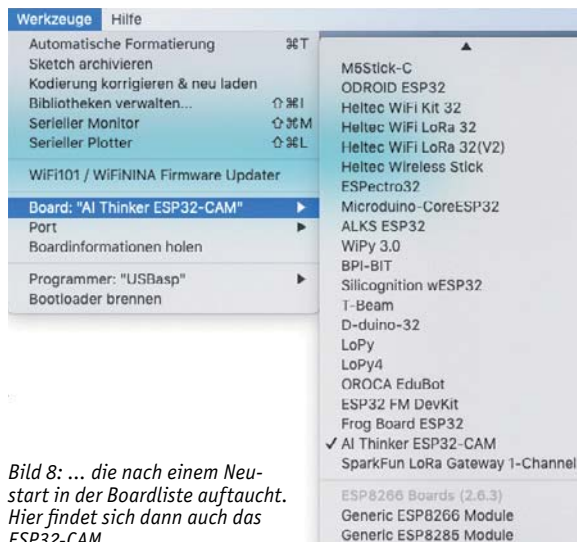 Werkzeuge Hilfe
Automatische Formatierung ⌘T
Sketch archivieren
Kodierung korrigieren & neu laden
Bibliotheken verwalten... ⇧⌘I
Serieller Monitor ⇧⌘M
Serieller Plotter ⇧⌘L
WiFi101 / WiFiNINA Firmware Updater
Board: "AI Thinker ESP32-CAM" ▶
Port ▶
Boardinformationen holen
Programmer: "USBasp" ▶
Bootloader brennen
▲
M5Stick-C
ODROID ESP32
Heltec WiFi Kit 32
Heltec WiFi LoRa 32
Heltec WiFi LoRa 32(V2)
Heltec Wireless Stick
ESPectro32
Microduino-CoreESP32
ALKS ESP32
WiPy 3.0
BPI-BIT
Silicognition wESP32
T-Beam
D-duino-32
LoPy
LoPy4
OROCA EduBot
ESP32 FM DevKit
Frog Board ESP32
✓ AI Thinker ESP32-CAM
SparkFun LoRa Gateway 1-Channel
ESP8266 Boards (2.6.3)
Generic ESP8266 Module
Generic ESP8285 Module
Bild 8: ... die nach einem Neu-
start in der Boardliste auftaucht.
Hier findet sich dann auch das
ESP32-CAM